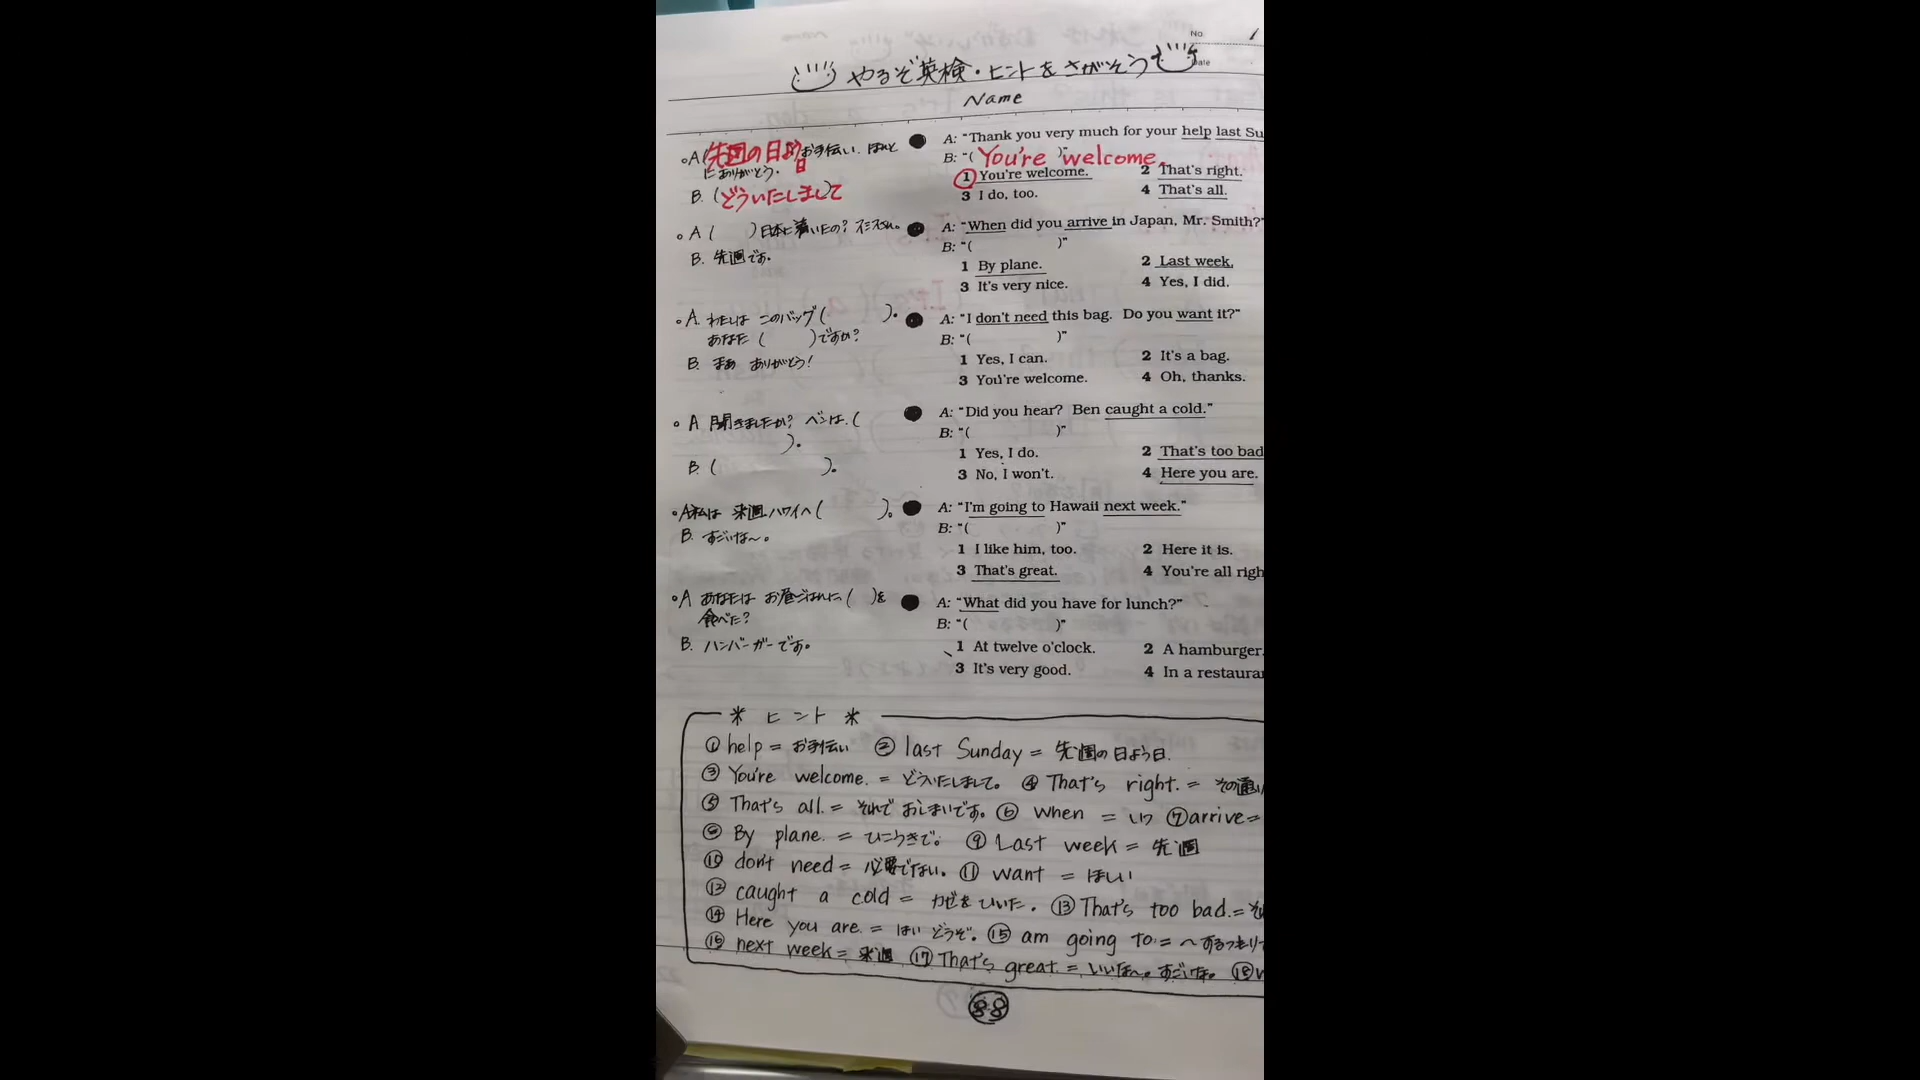 No.
Date
やるぞ英検・ヒントをさがそう
Name
A(先週の日よう日)お手伝い、ほんと
にありがとう。
B. (どういたしまして)
A: “Thank you very much for your help last Su
B: “( You're welcome. )”
1 You're welcome. 2 That's right.
3 I do, too. 4 That's all.
A ( )日本に着いたの?スミスさん。
B. 先週です。
A: “When did you arrive in Japan, Mr. Smith?”
B: “( )”
1 By plane. 2 Last week.
3 It's very nice. 4 Yes, I did.
A. わたしは このバッグ( )。
あなた ( )ですか?
B. まあ ありがとう!
A: “I don't need this bag. Do you want it?”
B: “( )”
1 Yes, I can. 2 It's a bag.
3 You're welcome. 4 Oh, thanks.
A 聞きましたか? ベンは、(
)。
B ( )。
A: “Did you hear? Ben caught a cold.”
B: “( )”
1 Yes, I do. 2 That's too bad
3 No, I won't. 4 Here you are.
A 私は 来週 ハワイへ( )。
B. すごいな〜。
A: “I'm going to Hawaii next week.”
B: “( )”
1 I like him, too. 2 Here it is.
3 That's great. 4 You're all righ
A あなたは お昼ごはんに( )を
食べた?
B. ハンバーガーです。
A: “What did you have for lunch?”
B: “( )”
1 At twelve o'clock. 2 A hamburger.
3 It's very good. 4 In a restaura
* ヒント *
① help = お手伝い ② last Sunday = 先週の日よう日.
③ You're welcome. = どういたしまして。 ④ That's right. = その通り
⑤ That's all. = それで おしまいです。 ⑥ when = いつ ⑦ arrive =
⑧ By plane. = ひこうきで。 ⑨ Last week = 先週
⑩ don't need = 必要でない。 ⑪ want = ほしい
⑫ caught a cold = カゼをひいた. ⑬ That's too bad. = そ
⑭ Here you are. = はい どうぞ。 ⑮ am going to = 〜するつもりで
⑯ next week = 来週 ⑰ That's great. = いいな〜。すごいな。 ⑱ w
88